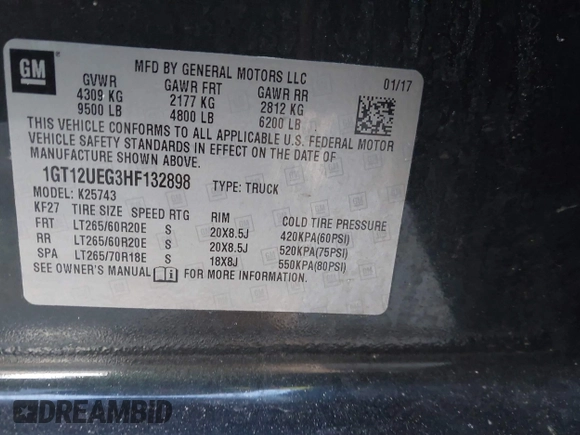 GM
MFD BY GENERAL MOTORS LLC
01/17
GVWR GAWR FRT GAWR RR
4309 KG 2177 KG 2812 KG
9500 LB 4800 LB 6200 LB
THIS VEHICLE CONFORMS TO ALL APPLICABLE U.S. FEDERAL MOTOR
VEHICLE SAFETY STANDARDS IN EFFECT ON THE DATE OF
MANUFACTURE SHOWN ABOVE.
1GT12UEG3HF132898 TYPE: TRUCK
MODEL: K25743
KF27 TIRE SIZE SPEED RTG RIM COLD TIRE PRESSURE
FRT LT265/60R20E S 20X8.5J 420KPA(60PSI)
RR LT265/60R20E S 20X8.5J 520KPA(75PSI)
SPA LT265/70R18E S 18X8J 550KPA(80PSI)
SEE OWNER'S MANUAL FOR MORE INFORMATION.
DREAMBID